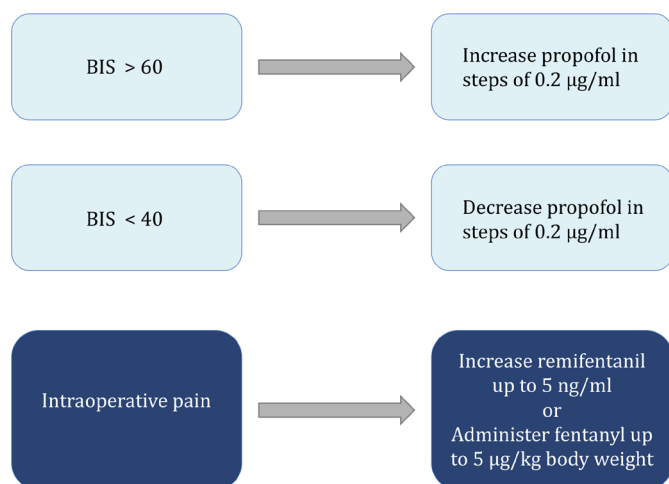 BIS > 60
Increase propofol in
steps of 0.2 μg/ml
BIS < 40
Decrease propofol in
steps of 0.2 μg/ml
Intraoperative pain
Increase remifentanil
up to 5 ng/ml
or
Administer fentanyl up
to 5 μg/kg body weight